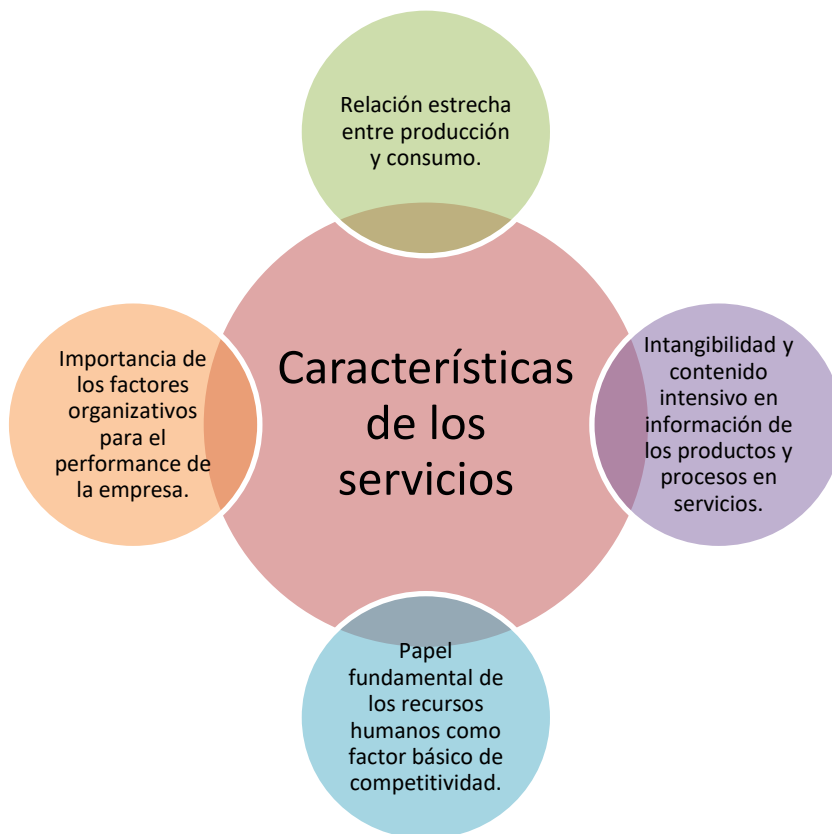 Relación estrecha
entre producción
y consumo.
Importancia de
los factores
organizativos
para el
performance de
la empresa.
Características
de los
servicios
Intangibilidad y
contenido
intensivo en
información de
los productos y
procesos en
servicios.
Papel
fundamental de
los recursos
humanos como
factor básico de
competitividad.